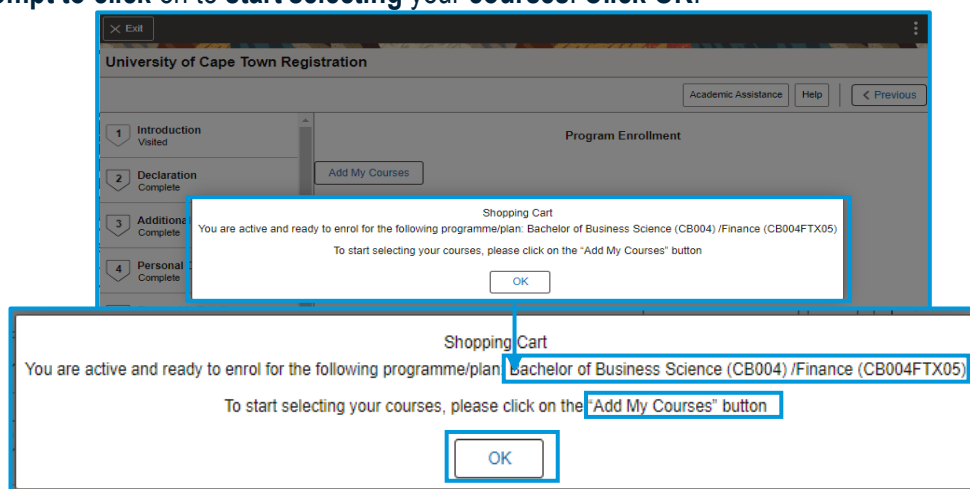 mpt to click on to start selecting your courses. Click OK.
Exit
University of Cape Town Registration
Academic Assistance Help Previous
1 Introduction
Visited
Program Enrollment
Add My Courses
2 Declaration
Complete
3 Additiona
Complete
4 Personal
Complete
Shopping Cart
You are active and ready to enrol for the following programme/plan: Bachelor of Business Science (CB004) /Finance (CB004FTX05)
To start selecting your courses, please click on the "Add My Courses" button
OK
Shopping Cart
You are active and ready to enrol for the following programme/plan: Bachelor of Business Science (CB004) /Finance (CB004FTX05)
To start selecting your courses, please click on the "Add My Courses" button
OK